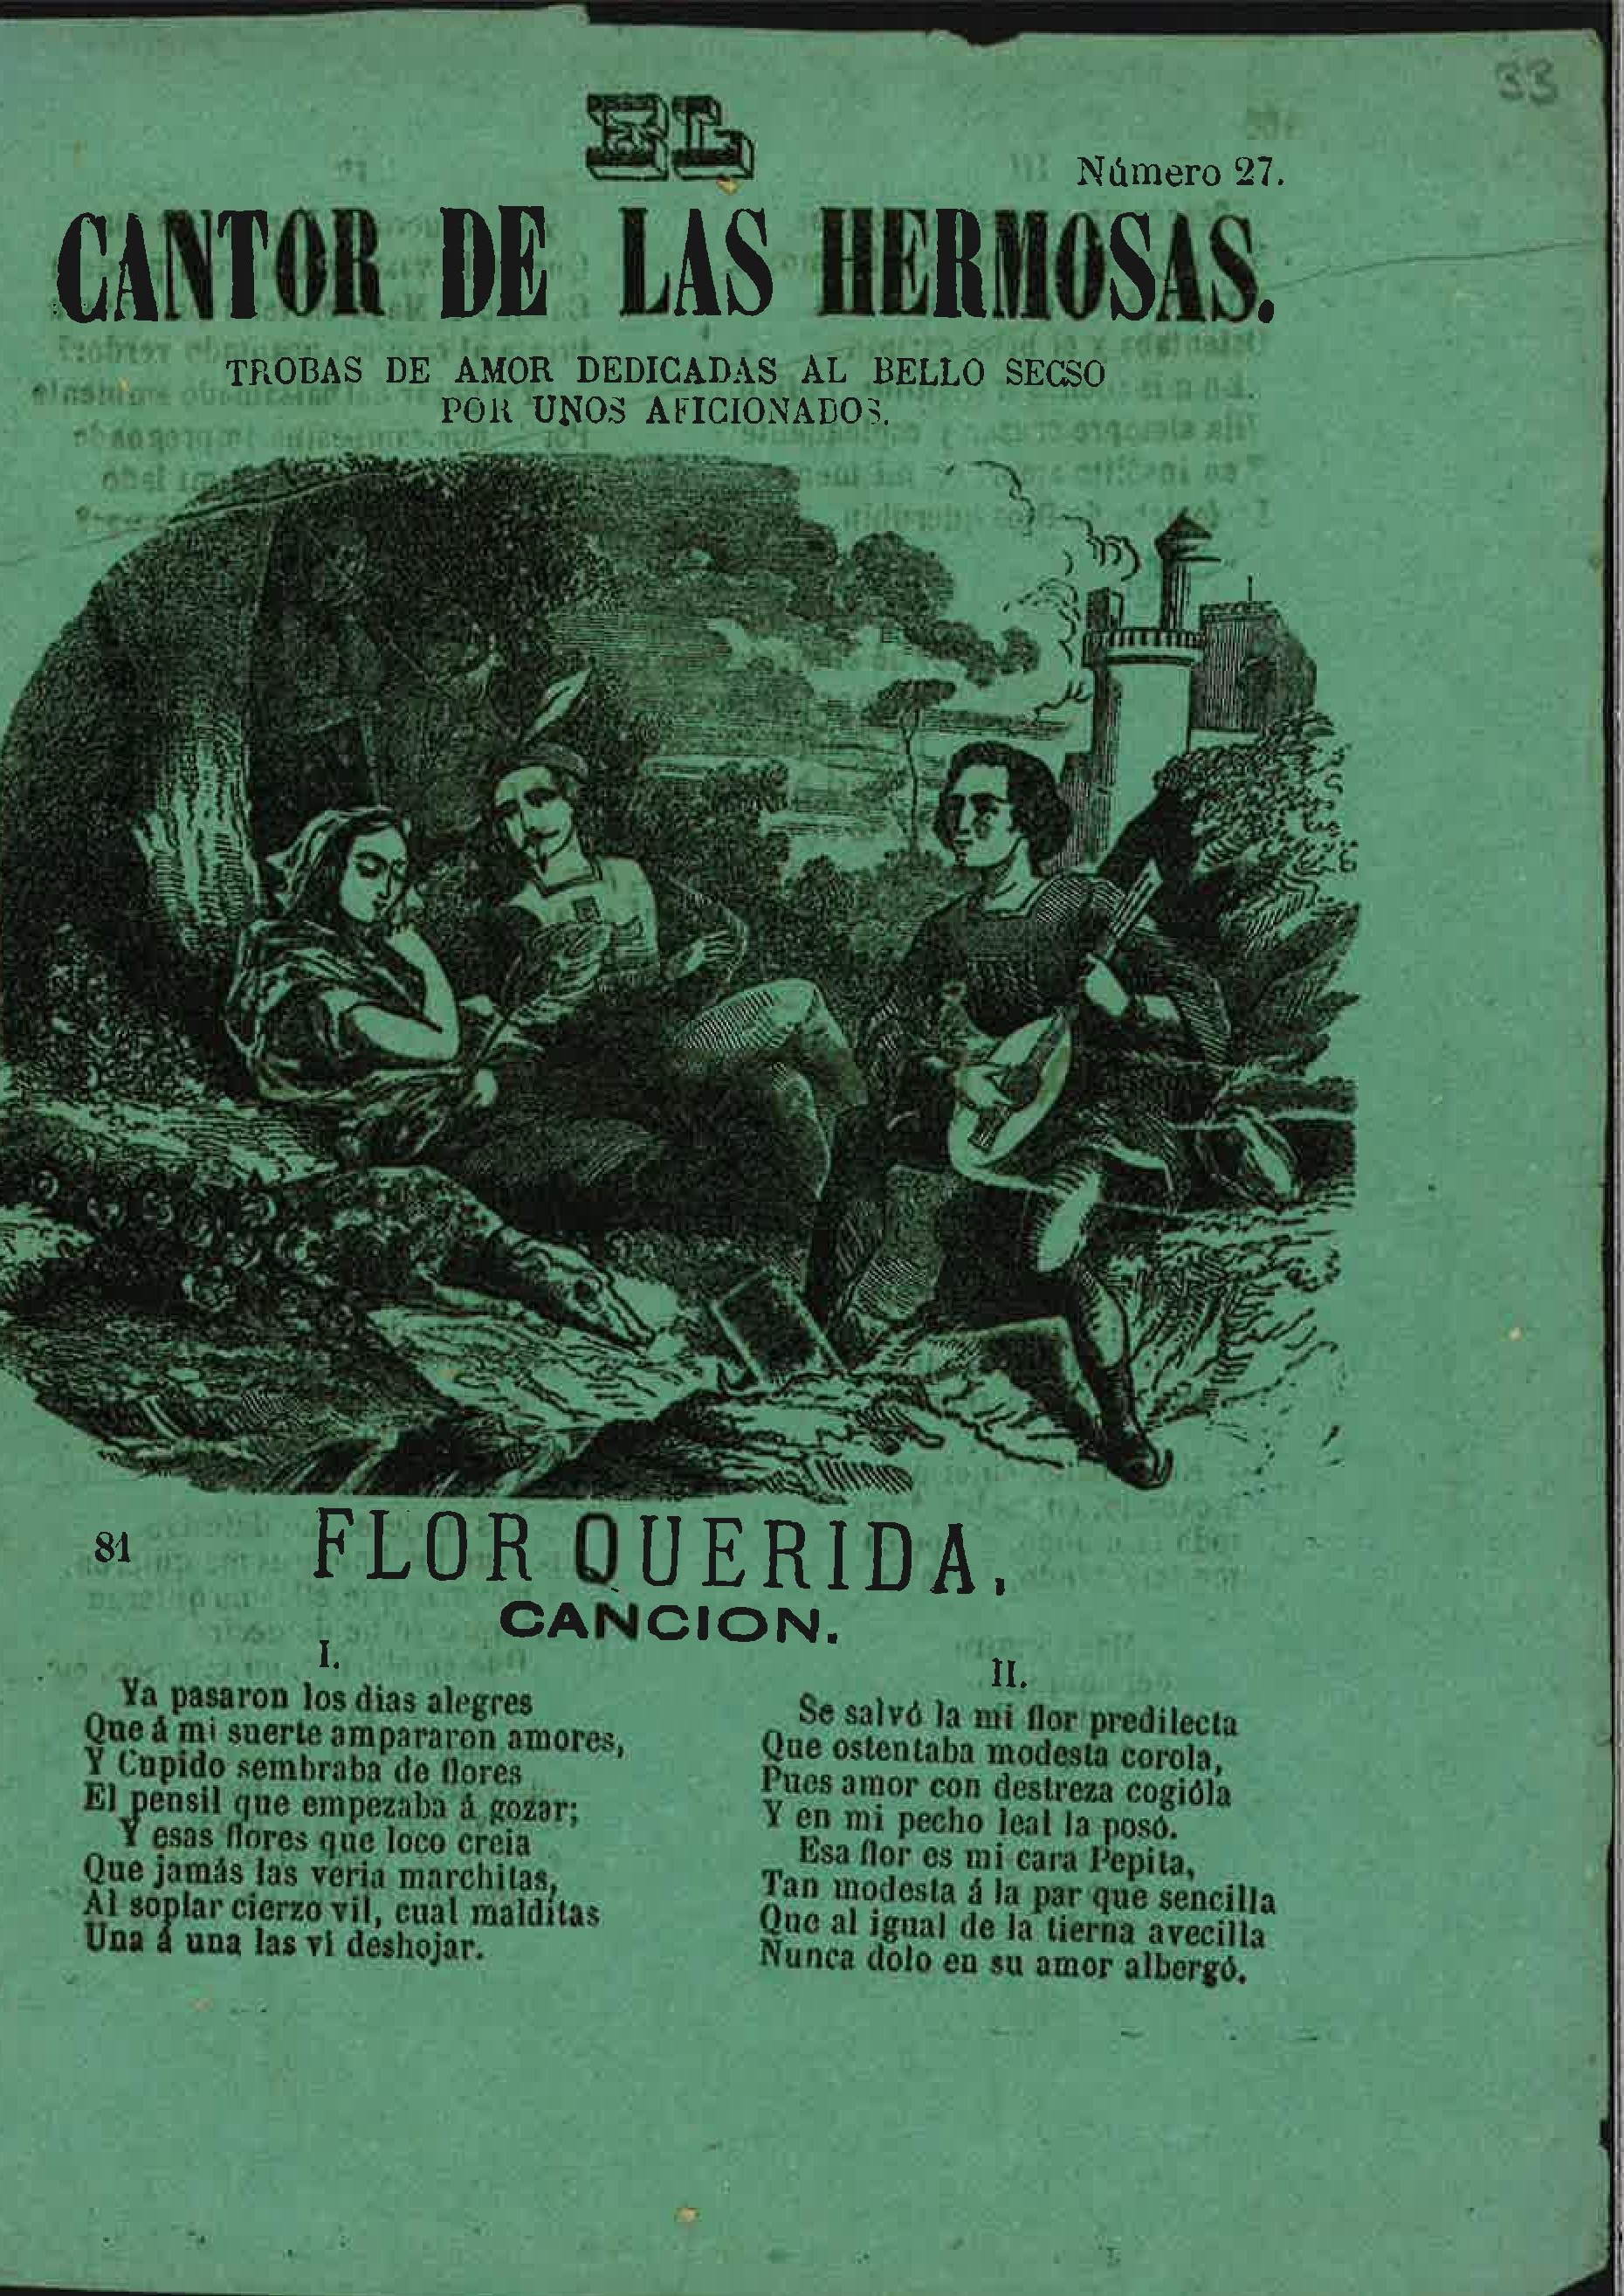 33
EL
Número 27.
CANTOR DE LAS HERMOSAS.
TROBAS DE AMOR DEDICADAS AL BELLO SECSO
POR UNOS AFICIONADOS.
81
FLOR QUERIDA,
CANCION.
I.
Ya pasaron los dias alegres
Que á mi suerte ampararon amores,
Y Cupido sembraba de flores
El pensil que empezaba á gozar;
Y esas flores que loco creia
Que jamás las veria marchitas,
Al soplar cierzo vil, cual malditas
Una á una las vi deshojar.
II.
Se salvó la mi flor predilecta
Que ostentaba modesta corola,
Pues amor con destreza cogióla
Y en mi pecho leal la posó.
Esa flor es mi cara Pepita,
Tan modesta á la par que sencilla
Que al igual de la tierna avecilla
Nunca dolo en su amor albergó.